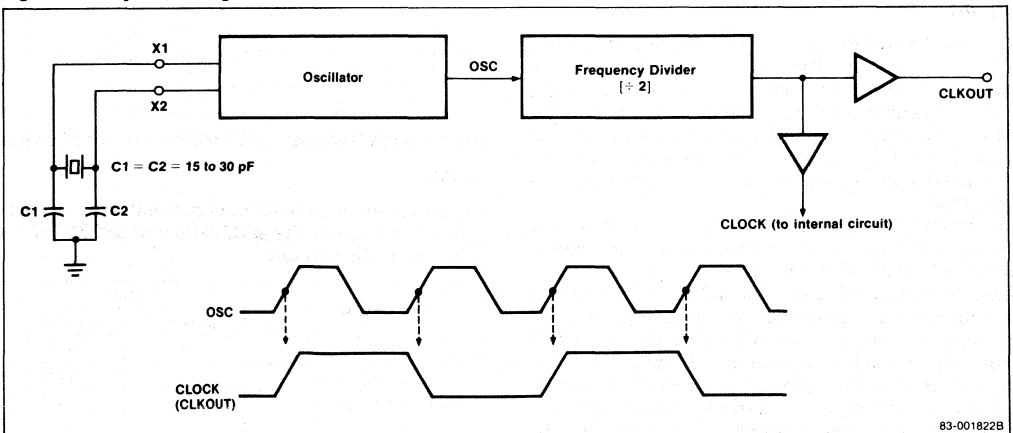 X1
X2
Oscillator
OSC
Frequency Divider
[÷ 2]
CLKOUT
C1 = C2 = 15 to 30 pF
C1
C2
CLOCK (to internal circuit)
OSC
CLOCK
(CLKOUT)
83-001822B